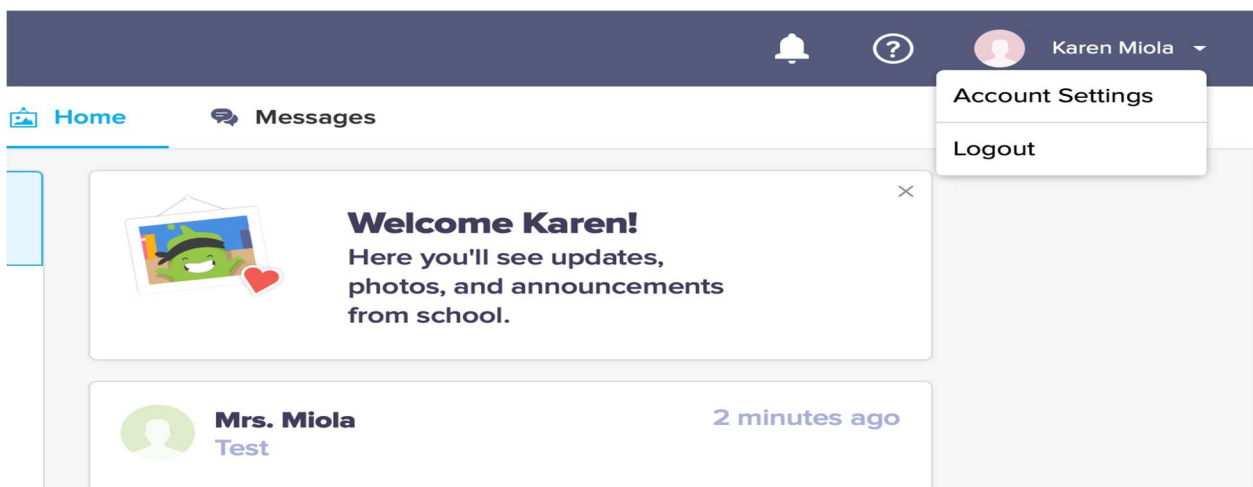 ?
Karen Miola
Account Settings
Logout
Home
Messages
Welcome Karen!
Here you'll see updates,
photos, and announcements
from school.
Mrs. Miola
2 minutes ago
Test